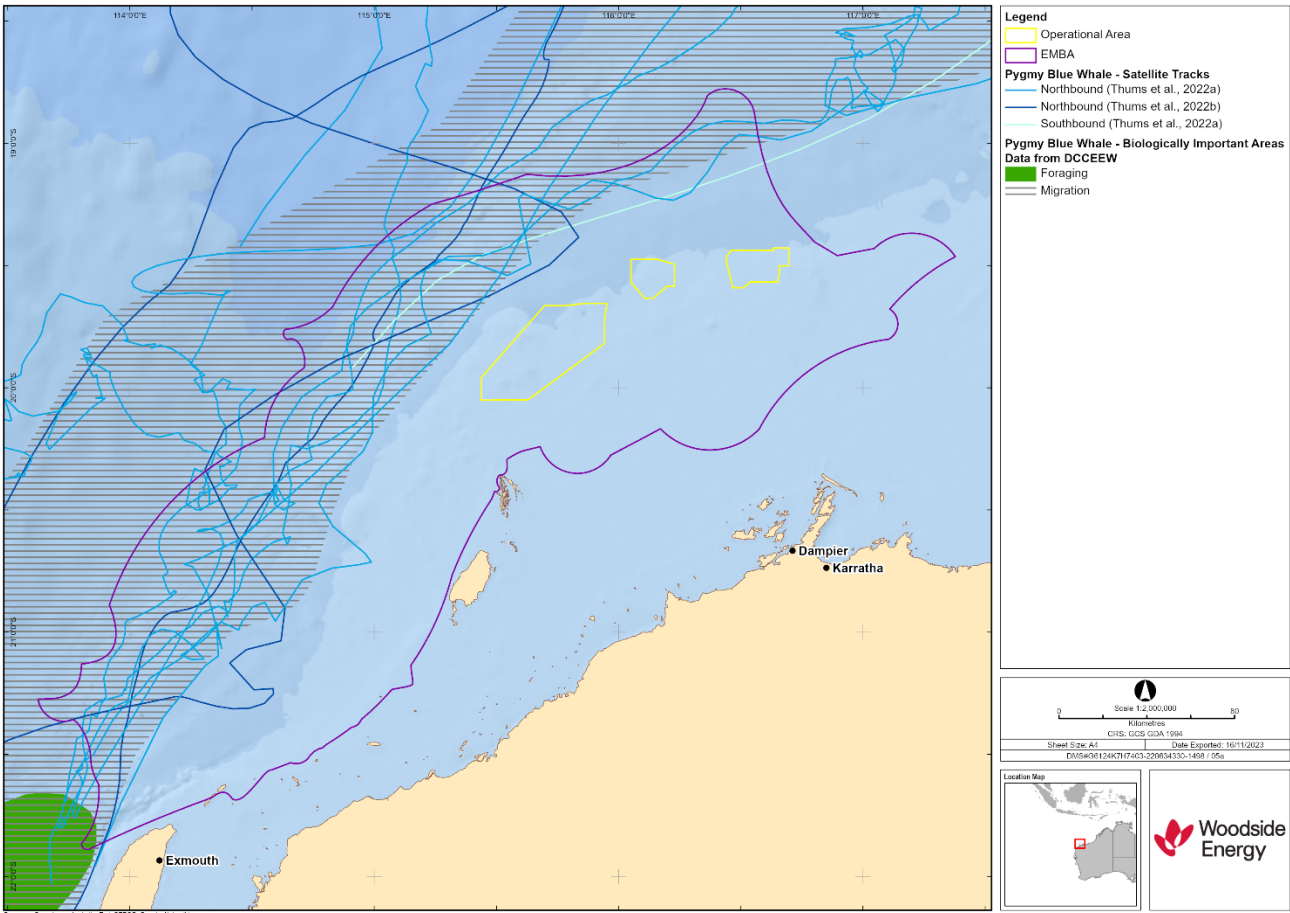 114°0'0"E 115°0'0"E 116°0'0"E 117°0'0"E
19°0'0"S
20°0'0"S
21°0'0"S
22°0'0"S
Dampier
Karratha
Exmouth
Legend
Operational Area
EMBA
Pygmy Blue Whale - Satellite Tracks
Northbound (Thums et al., 2022a)
Northbound (Thums et al., 2022b)
Southbound (Thums et al., 2022a)
Pygmy Blue Whale - Biologically Important Areas
Data from DCCEEW
Foraging
Migration
Scale 1:2,000,000
0 80
Kilometres
CRS: GCS GDA 1994
Sheet Size: A4 Date Exported: 16/11/2023
Location Map
Woodside
Energy